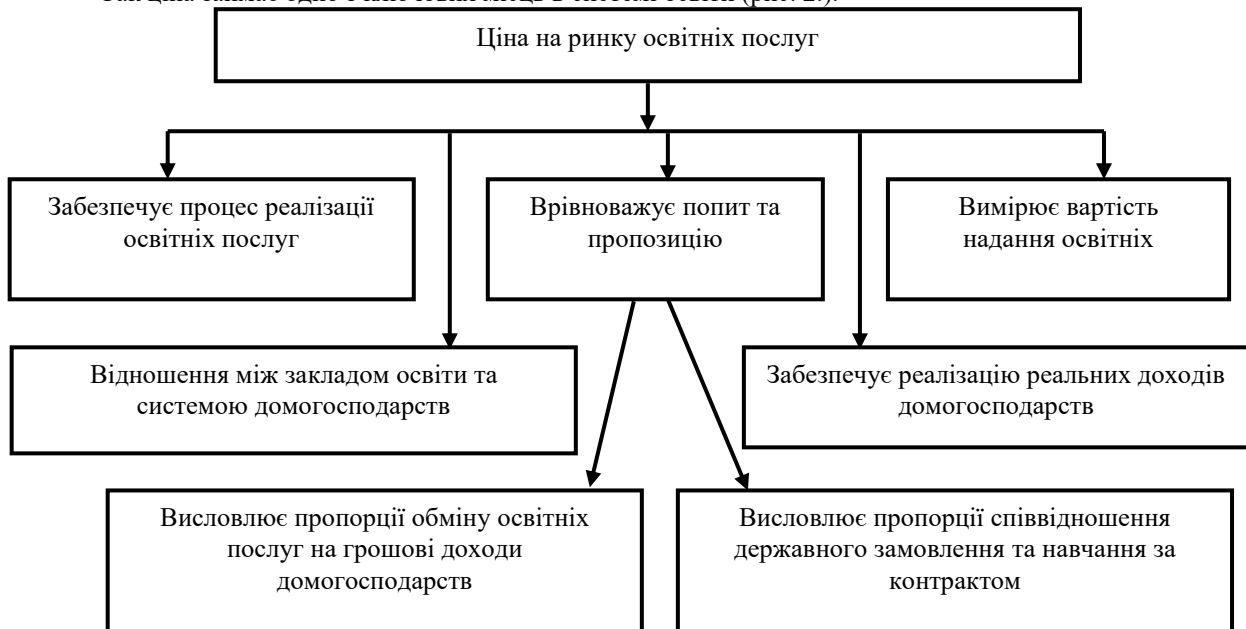 Ціна на ринку освітніх послуг
Забезпечує процес реалізації
освітніх послуг
Врівноважує попит та
пропозицію
Вимірює вартість
надання освітніх
Відношення між закладом освіти та
системою домогосподарств
Забезпечує реалізацію реальних доходів
домогосподарств
Висловлює пропорції обміну освітніх
послуг на грошові доходи
домогосподарств
Висловлює пропорції співвідношення
державного замовлення та навчання за
контрактом